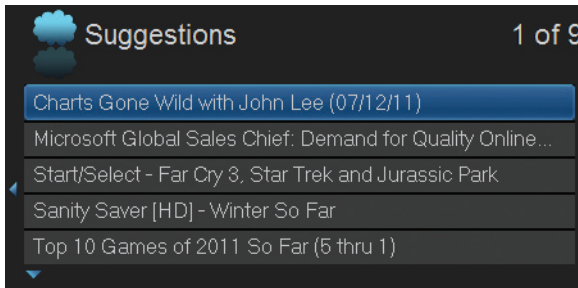 Suggestions 1 of 9
Charts Gone Wild with John Lee (07/12/11)
Microsoft Global Sales Chief: Demand for Quality Online...
Start/Select - Far Cry 3, Star Trek and Jurassic Park
Sanity Saver [HD] - Winter So Far
Top 10 Games of 2011 So Far (5 thru 1)